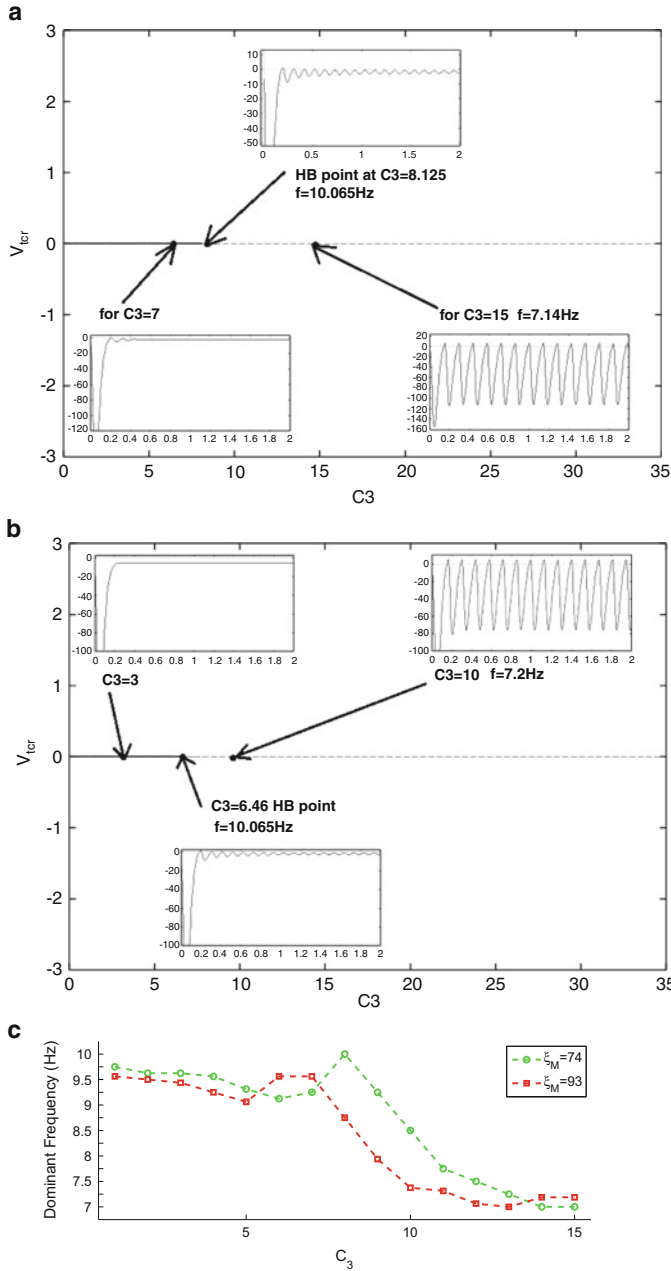 a
3
2
1
0
-1
-2
-3
V_tcr
0 5 10 15 20 25 30 35
C3
10
0
-10
-20
-30
-40
-50
0 0.5 1 1.5 2
HB point at C3=8.125
f=10.065Hz
for C3=7
0
-20
-40
-60
-80
-100
-120
0 0.2 0.4 0.6 0.8 1 1.2 1.4 1.6 1.8 2
for C3=15 f=7.14Hz
20
0
-20
-40
-60
-80
-100
-120
-140
-160
0 0.2 0.4 0.6 0.8 1 1.2 1.4 1.6 1.8 2
b
3
2
1
0
-1
-2
-3
V_tcr
0 5 10 15 20 25 30 35
C3
0
-20
-40
-60
-80
-100
0 0.2 0.4 0.6 0.8 1 1.2 1.4 1.6 1.8 2
C3=3
0
-20
-40
-60
-80
-100
0 0.2 0.4 0.6 0.8 1 1.2 1.4 1.6 1.8 2
C3=10 f=7.2Hz
C3=6.46 HB point
f=10.065Hz
0
-20
-40
-60
-80
-100
0 0.2 0.4 0.6 0.8 1 1.2 1.4 1.6 1.8 2
c
Dominant Frequency (Hz)
10
9.5
9
8.5
8
7.5
7
5 10 15
C₃
ξ_M=74
ξ_M=93